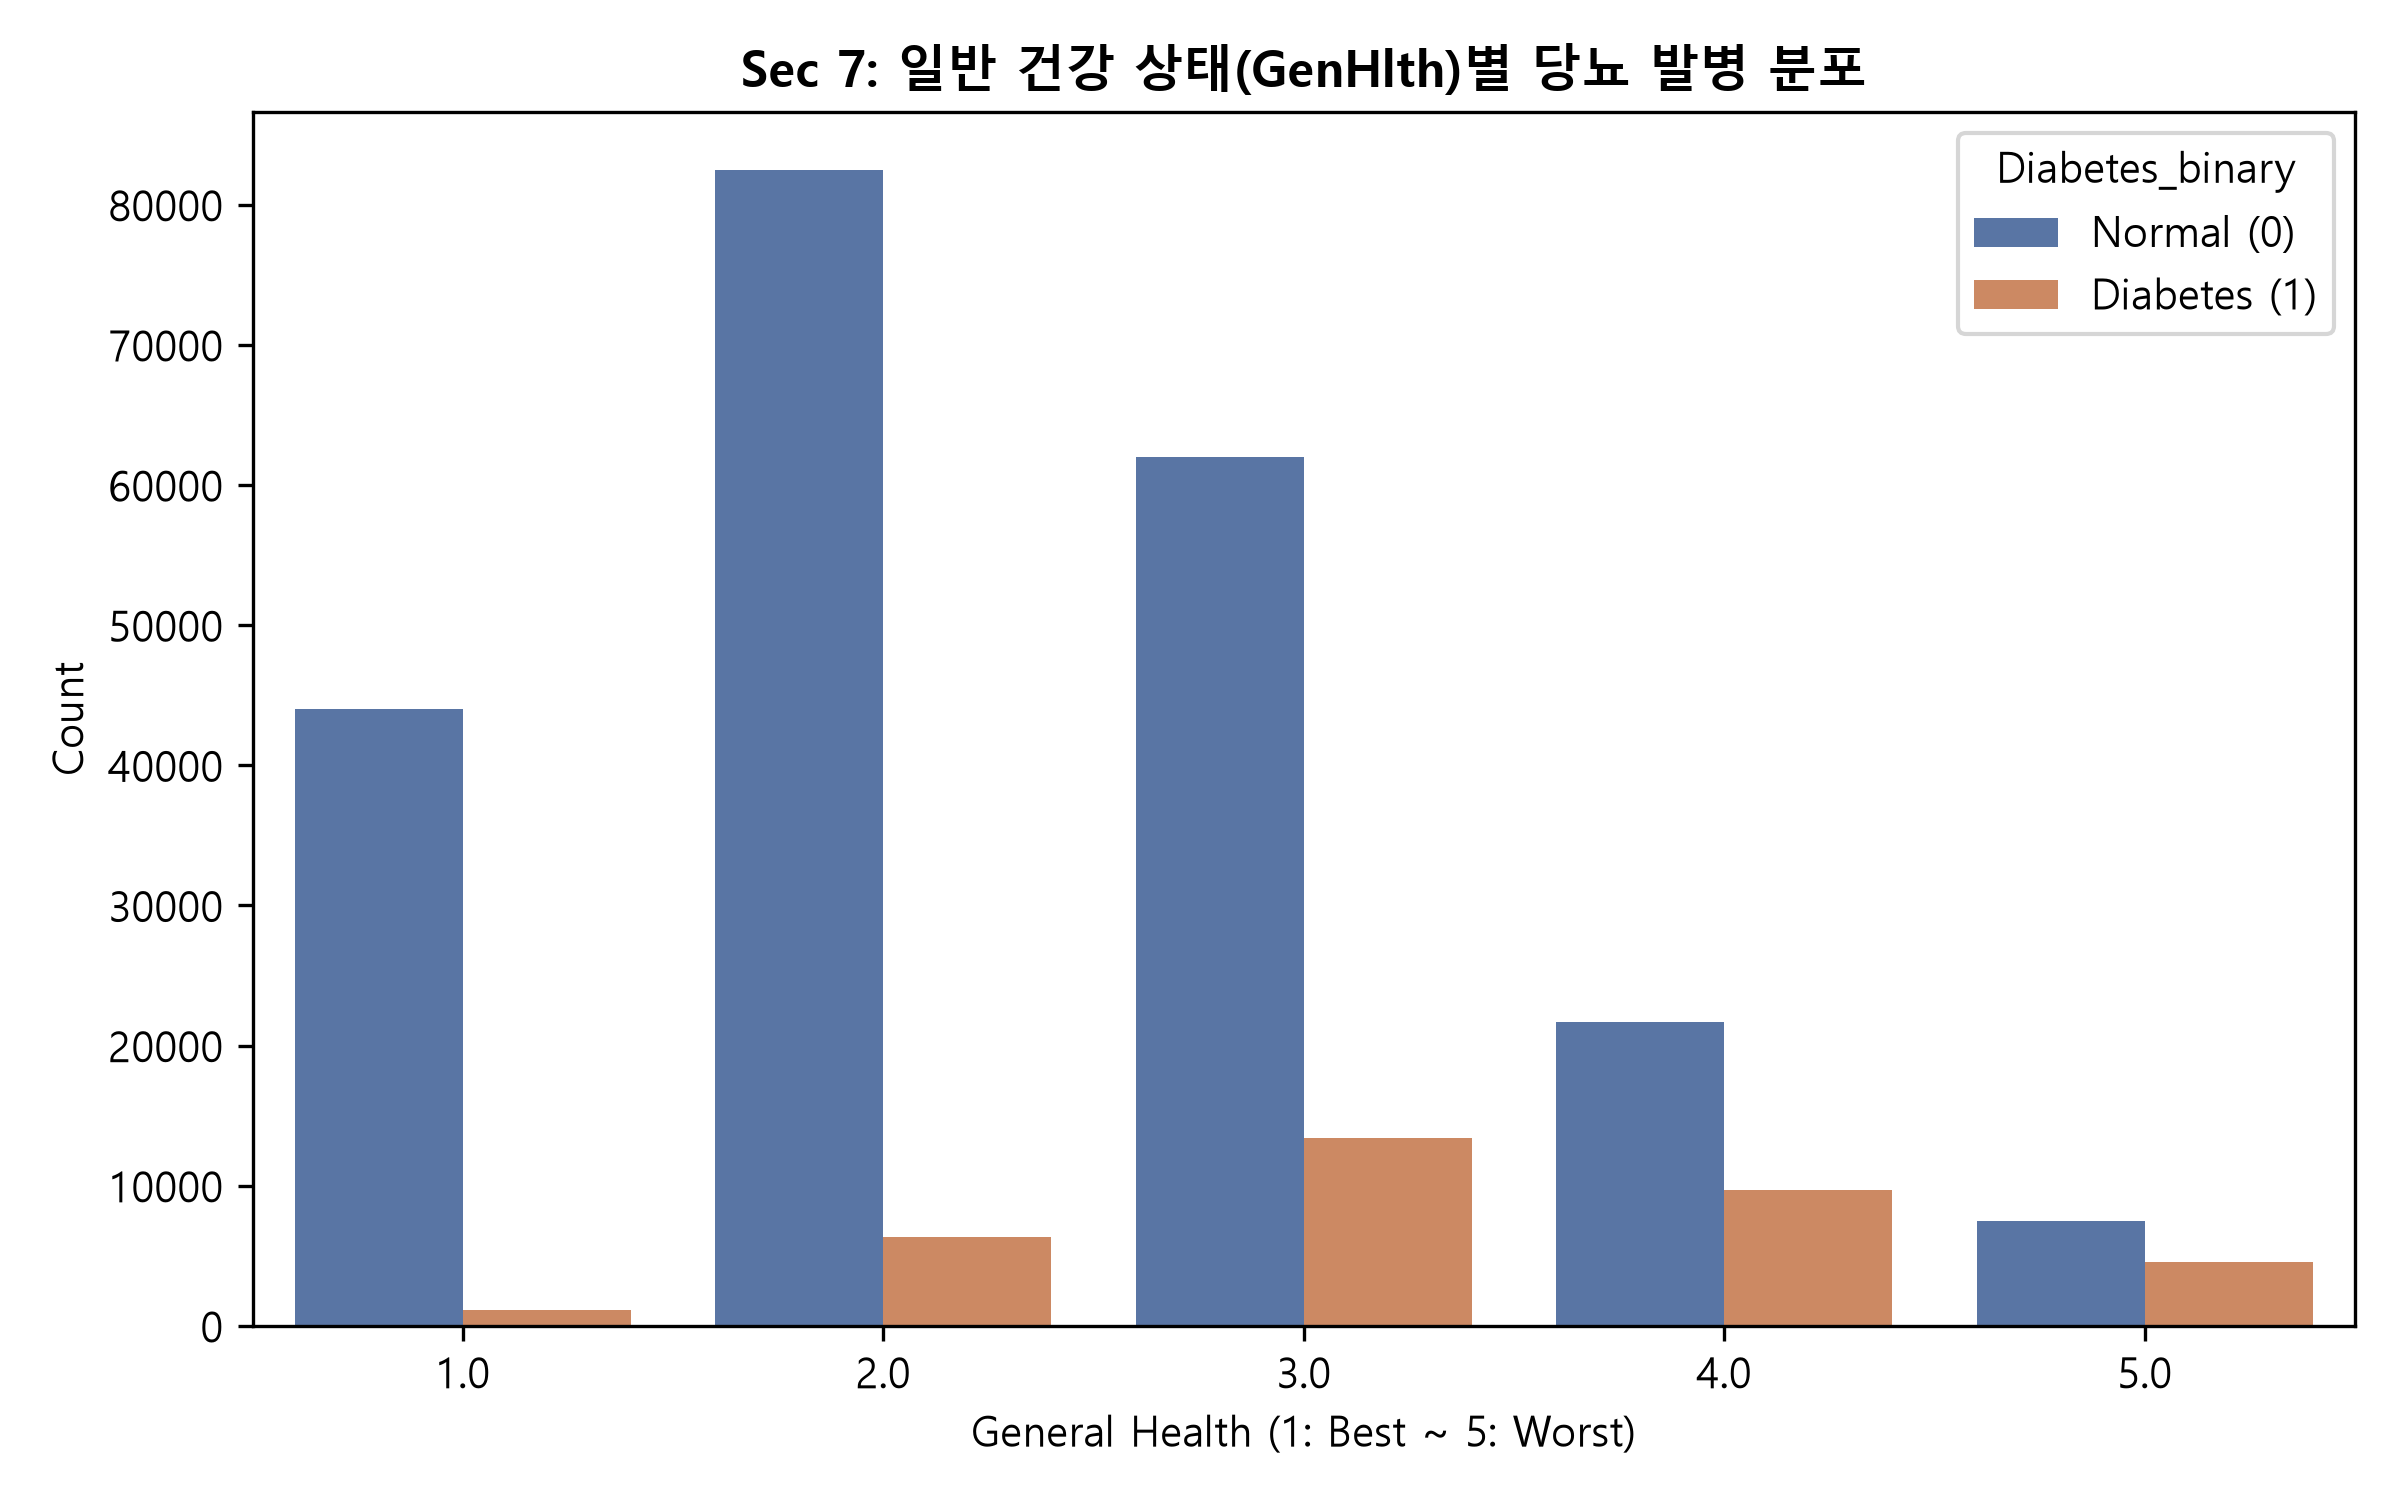 Sec 7: 일반 건강 상태(GenHlth)별 당뇨 발병 분포
Diabetes_binary
Normal (0)
Diabetes (1)
Count
80000
70000
60000
50000
40000
30000
20000
10000
0
1.0 2.0 3.0 4.0 5.0
General Health (1: Best ~ 5: Worst)